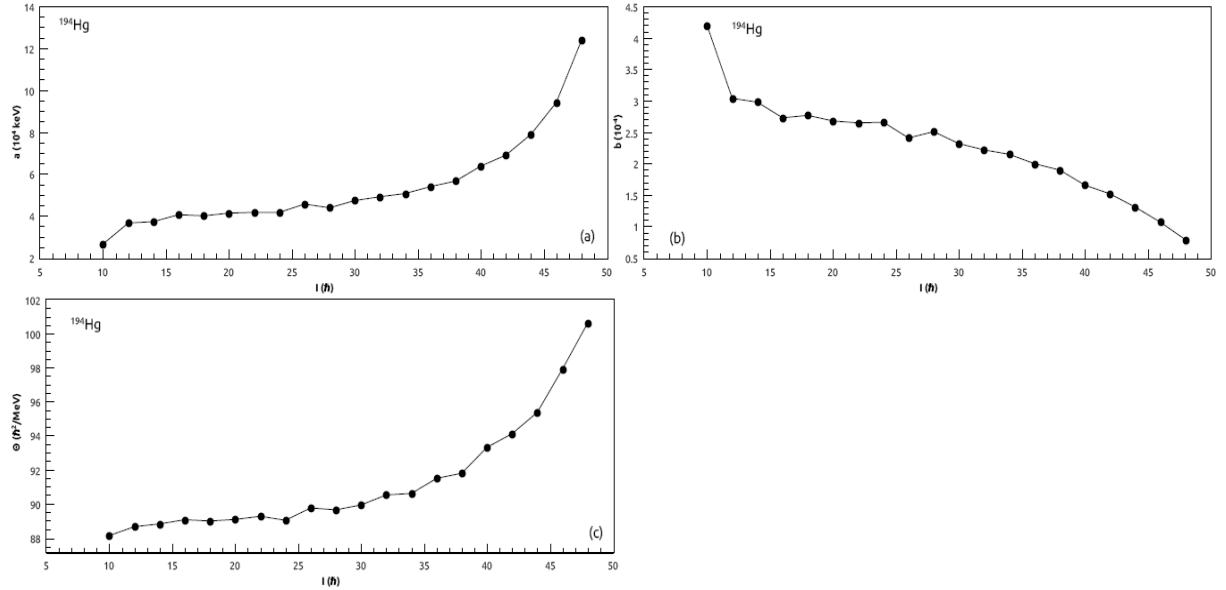 ¹⁹⁴Hg
14
12
10
8
6
4
2
a (10⁴ keV)
5 10 15 20 25 30 35 40 45 50
I (ℏ)
(a)
¹⁹⁴Hg
4.5
4
3.5
3
2.5
2
1.5
1
0.5
b (10⁻⁴)
5 10 15 20 25 30 35 40 45 50
I (ℏ)
(b)
¹⁹⁴Hg
102
100
98
96
94
92
90
88
Θ (ℏ²/MeV)
5 10 15 20 25 30 35 40 45 50
I (ℏ)
(c)